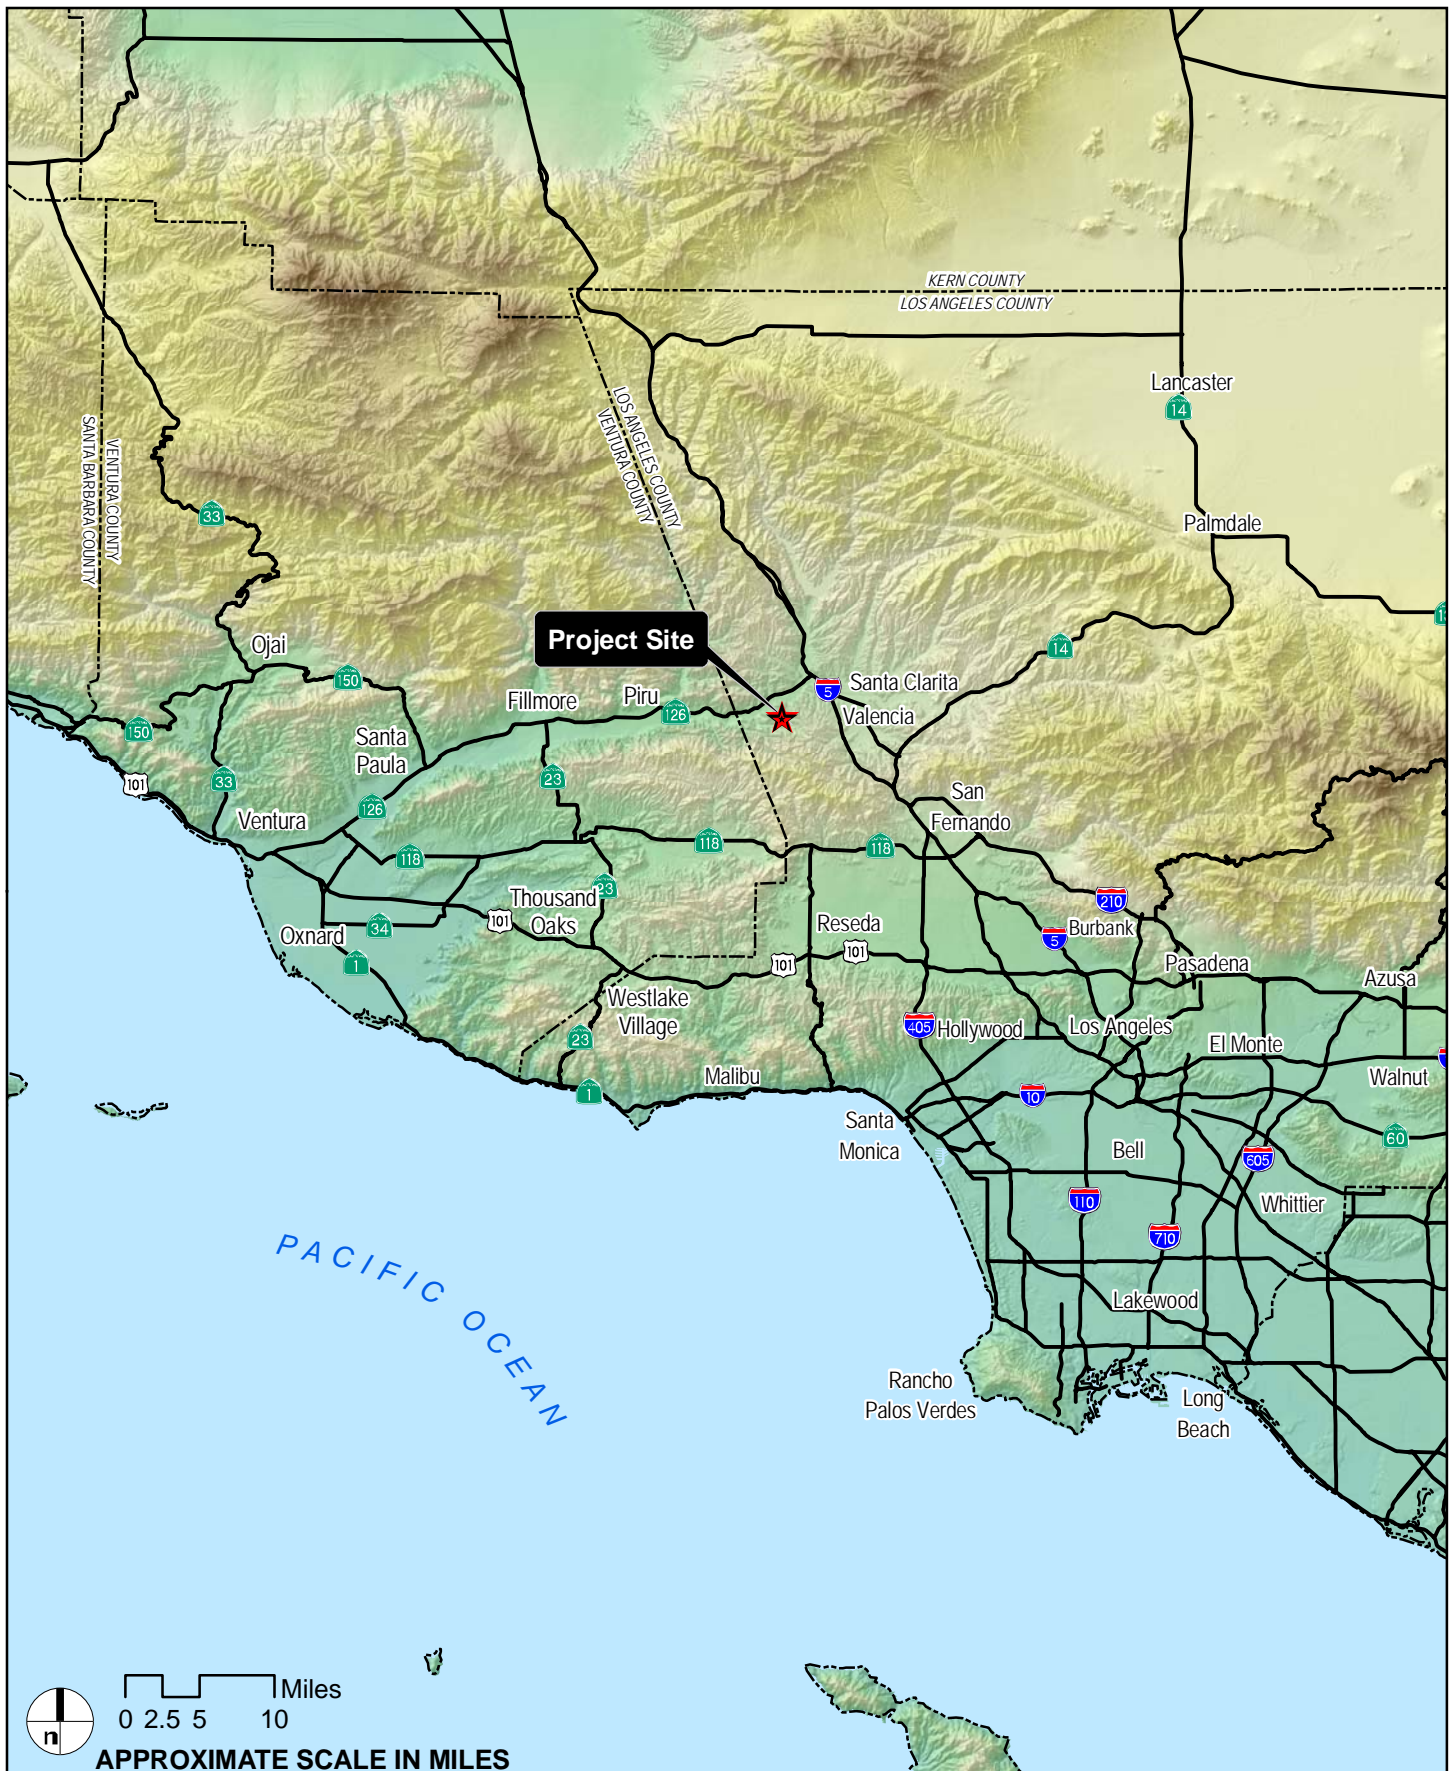 KERN COUNTY
LOS ANGELES COUNTY
Lancaster
14
LOS ANGELES COUNTY
VENTURA COUNTY
VENTURA COUNTY
SANTA BARBARA COUNTY
33
Palmdale
Project Site
Ojai
150
14
Santa Clarita
5
Valencia
Fillmore
Piru
126
150
Santa
Paula
101
33
126
23
Ventura
118
118
118
San
Fernando
23
Thousand
Oaks
101
34
Oxnard
1
210
Burbank
5
Reseda
101
101
Pasadena
Azusa
Westlake
Village
23
405
Hollywood
Los Angeles
El Monte
Walnut
Malibu
1
10
60
Santa
Monica
Bell
605
110
Whittier
710
PACIFIC OCEAN
Lakewood
Rancho
Palos Verdes
Long
Beach
Miles
0 2.5 5 10
n
APPROXIMATE SCALE IN MILES